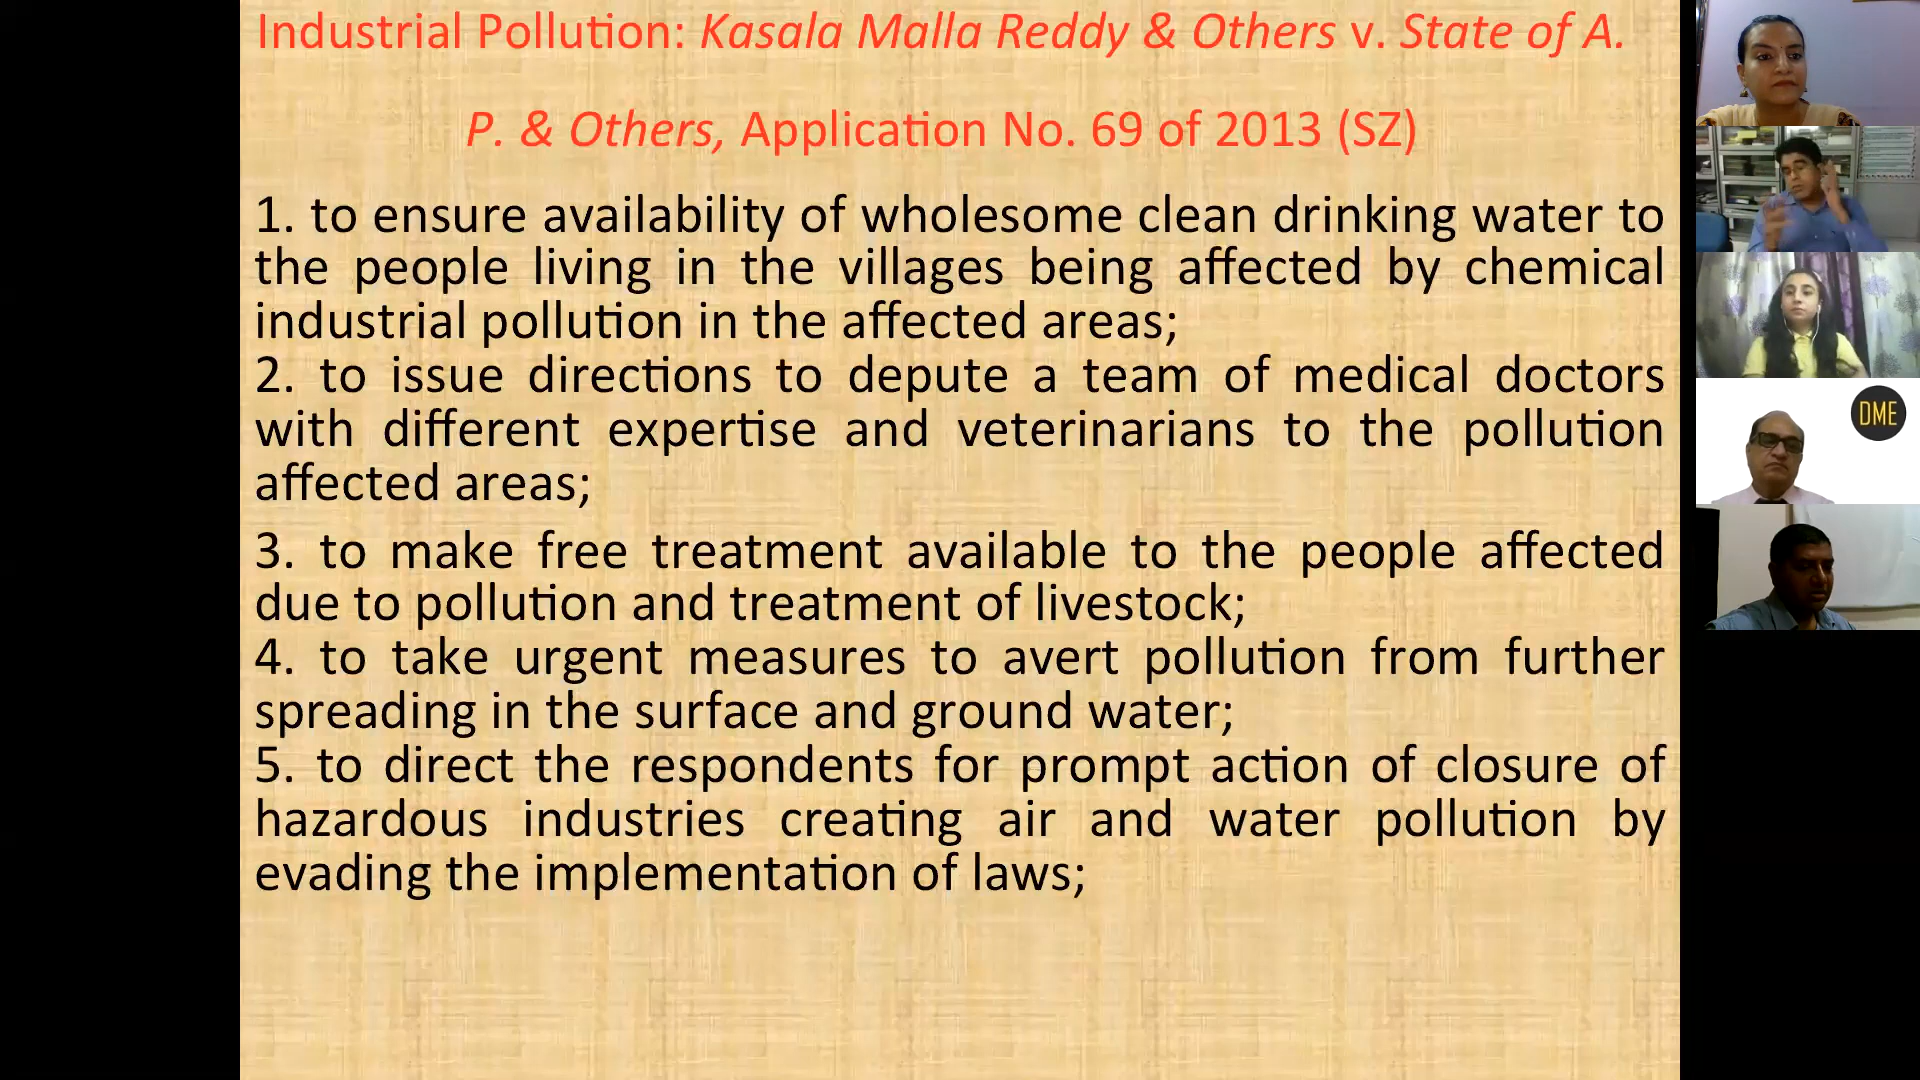 Industrial Pollution: Kasala Malla Reddy & Others v. State of A.
P. & Others, Application No. 69 of 2013 (SZ)
1. to ensure availability of wholesome clean drinking water to
the people living in the villages being affected by chemical
industrial pollution in the affected areas;
2. to issue directions to depute a team of medical doctors
with different expertise and veterinarians to the pollution
affected areas;
3. to make free treatment available to the people affected
due to pollution and treatment of livestock;
4. to take urgent measures to avert pollution from further
spreading in the surface and ground water;
5. to direct the respondents for prompt action of closure of
hazardous industries creating air and water pollution by
evading the implementation of laws;
DME